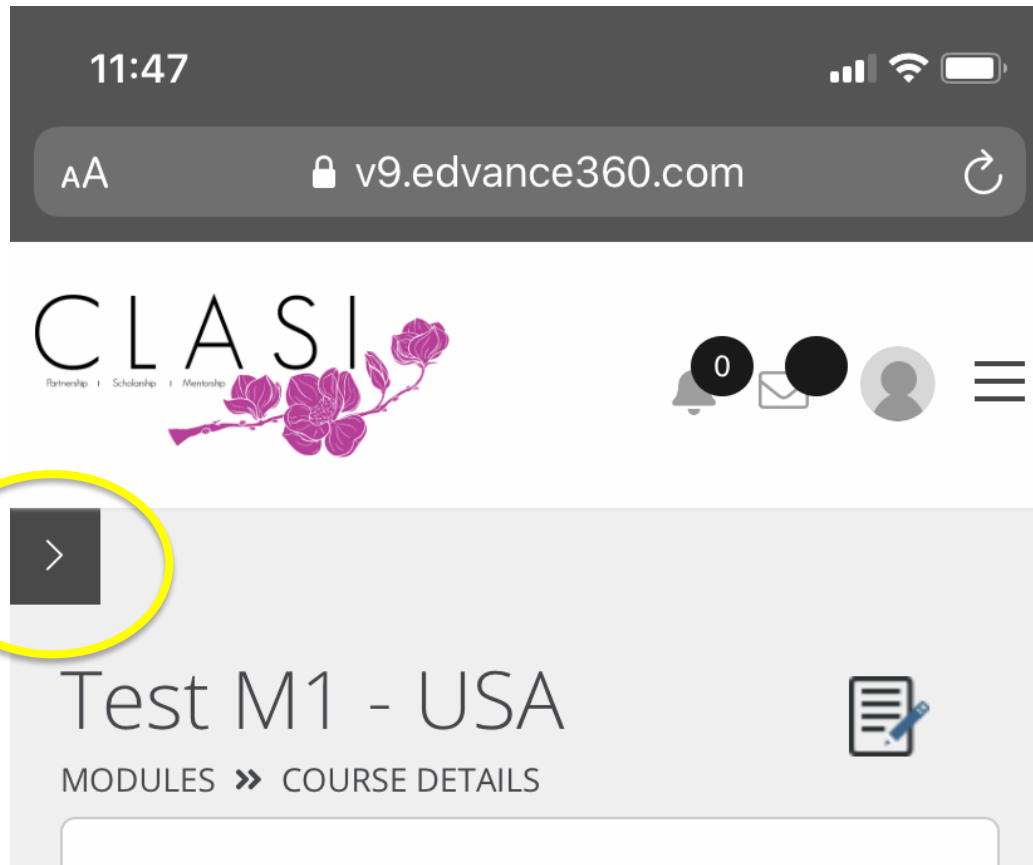 11:47
AA v9.edvance360.com
CLASI
Partnership | Scholarship | Mentorship
0
Test M1 - USA
MODULES » COURSE DETAILS